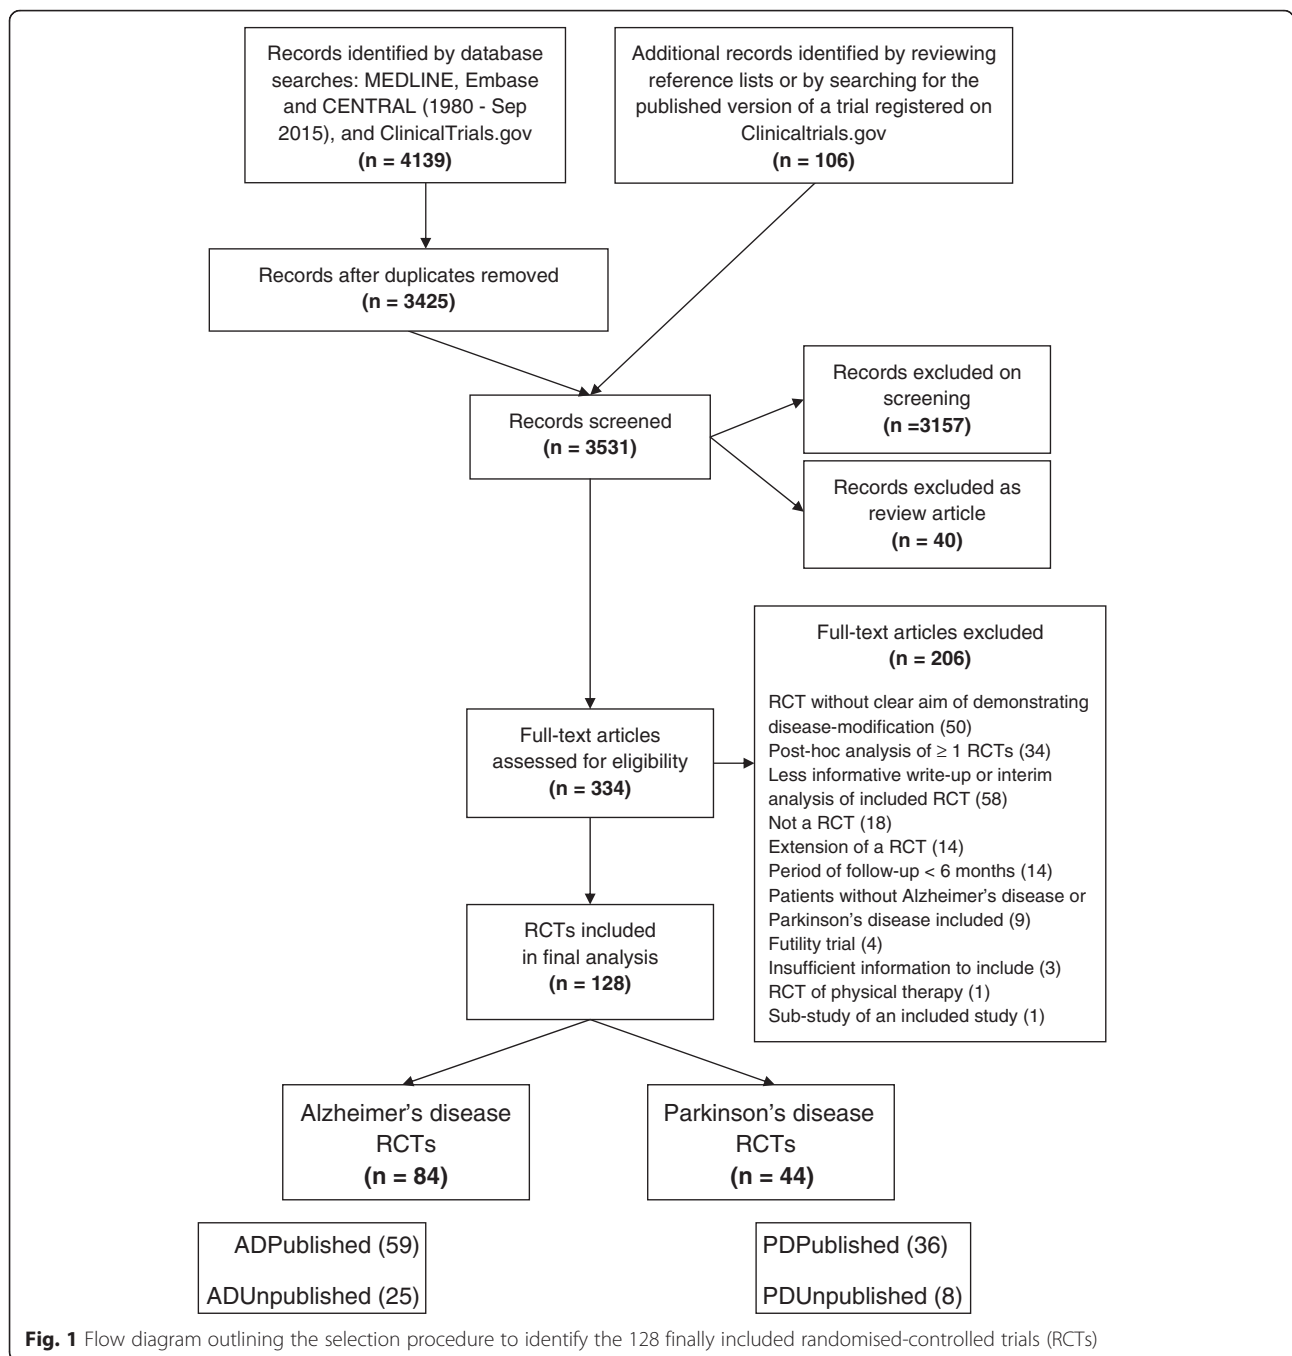 Records identified by database
searches: MEDLINE, Embase
and CENTRAL (1980 - Sep
2015), and ClinicalTrials.gov
(n = 4139)
Additional records identified by reviewing
reference lists or by searching for the
published version of a trial registered on
Clinicaltrials.gov
(n = 106)
Records after duplicates removed
(n = 3425)
Records screened
(n = 3531)
Records excluded on
screening
(n =3157)
Records excluded as
review article
(n = 40)
Full-text articles
assessed for eligibility
(n = 334)
Full-text articles excluded
(n = 206)
RCT without clear aim of demonstrating
disease-modification (50)
Post-hoc analysis of ≥ 1 RCTs (34)
Less informative write-up or interim
analysis of included RCT (58)
Not a RCT (18)
Extension of a RCT (14)
Period of follow-up < 6 months (14)
Patients without Alzheimer's disease or
Parkinson's disease included (9)
Futility trial (4)
Insufficient information to include (3)
RCT of physical therapy (1)
Sub-study of an included study (1)
RCTs included
in final analysis
(n = 128)
Alzheimer's disease
RCTs
(n = 84)
Parkinson's disease
RCTs
(n = 44)
ADPublished (59)
ADUnpublished (25)
PDPublished (36)
PDUnpublished (8)
Fig. 1 Flow diagram outlining the selection procedure to identify the 128 finally included randomised-controlled trials (RCTs)